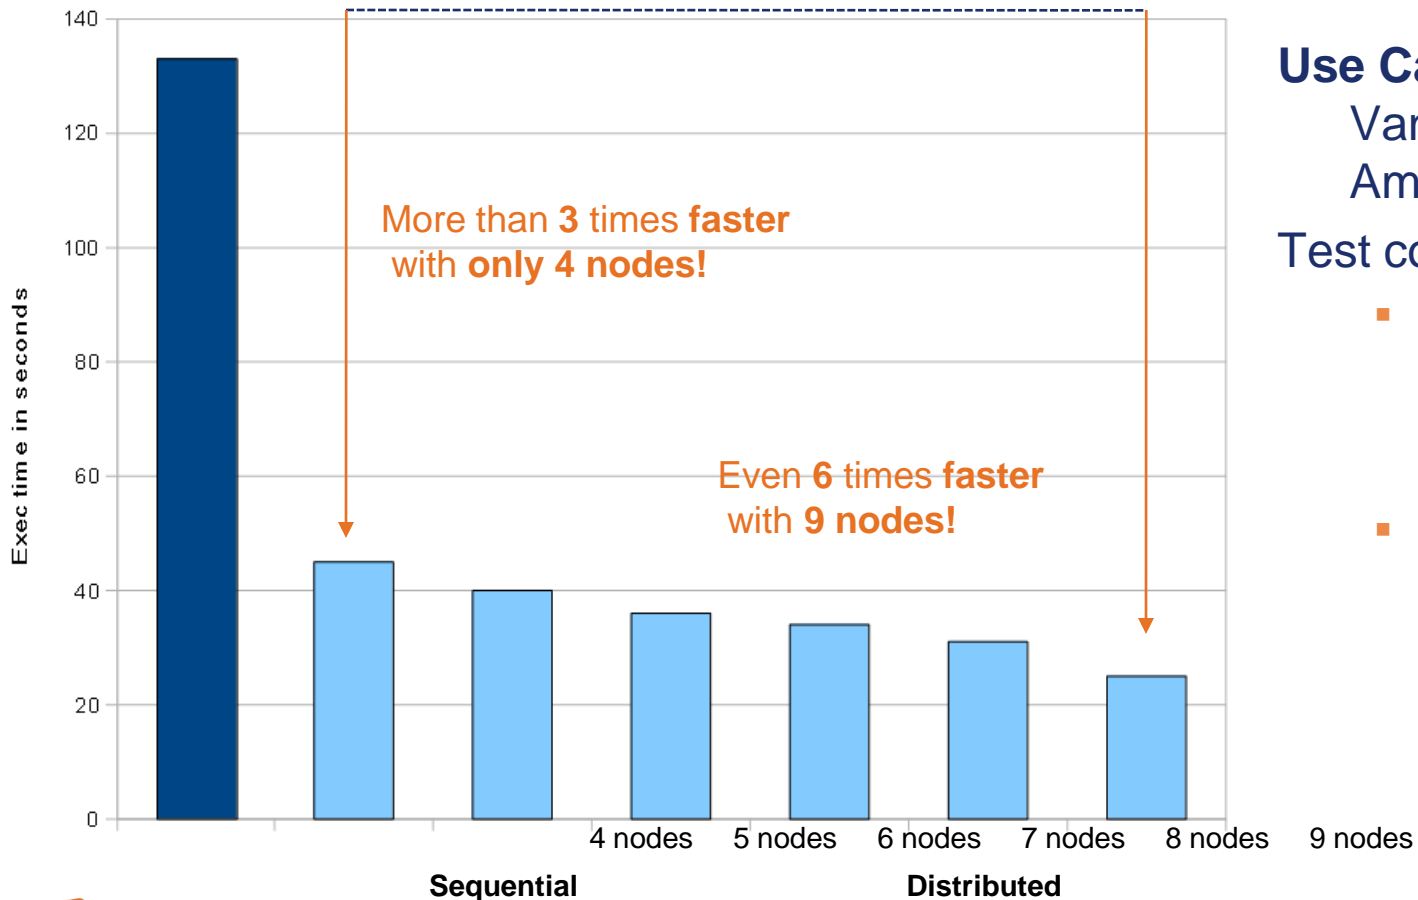 140
120
100
80
60
40
20
0
Exec time in seconds
More than 3 times faster
with only 4 nodes!
Even 6 times faster
with 9 nodes!
4 nodes 5 nodes 6 nodes 7 nodes 8 nodes 9 nodes
Sequential Distributed
Use Ca
Var
Am
Test co